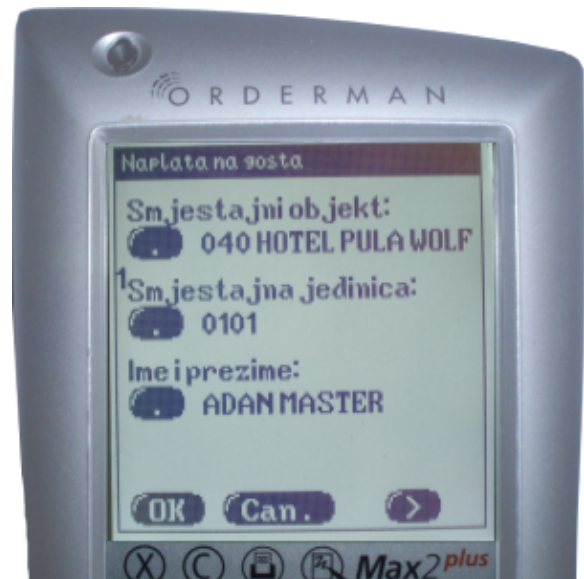 ORDERMAN
Naplata na gosta
Smjestajni objekt:
. 040 HOTEL PULA WOLF
1
Smjestajna jedinica:
. 0101
Ime i prezime:
. ADAN MASTER
OK Can. >
X C Max2plus